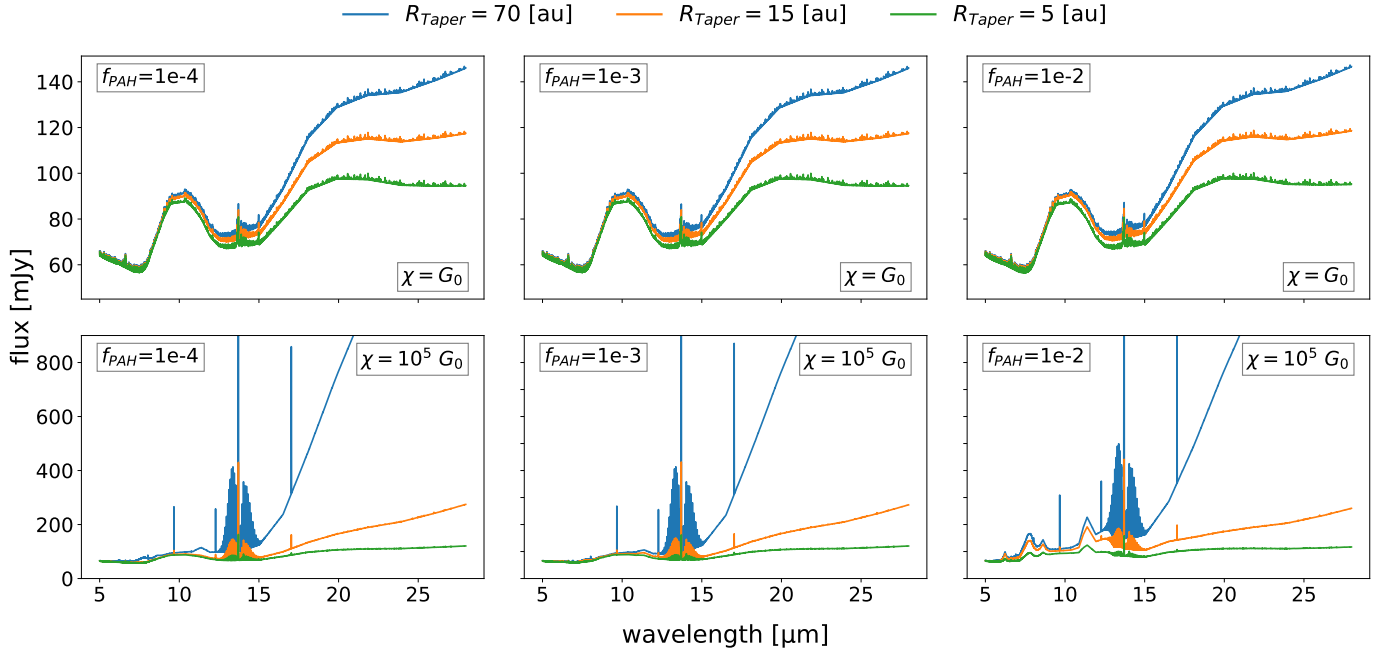 R_Taper = 70 [au] R_Taper = 15 [au] R_Taper = 5 [au]
f_PAH=1e-4 f_PAH=1e-3 f_PAH=1e-2
140
120
100
80
60
χ = G_0 χ = G_0 χ = G_0
flux [mJy]
f_PAH=1e-4 χ = 10^5 G_0 f_PAH=1e-3 χ = 10^5 G_0 f_PAH=1e-2 χ = 10^5 G_0
800
600
400
200
0
5 10 15 20 25 5 10 15 20 25 5 10 15 20 25
wavelength [μm]